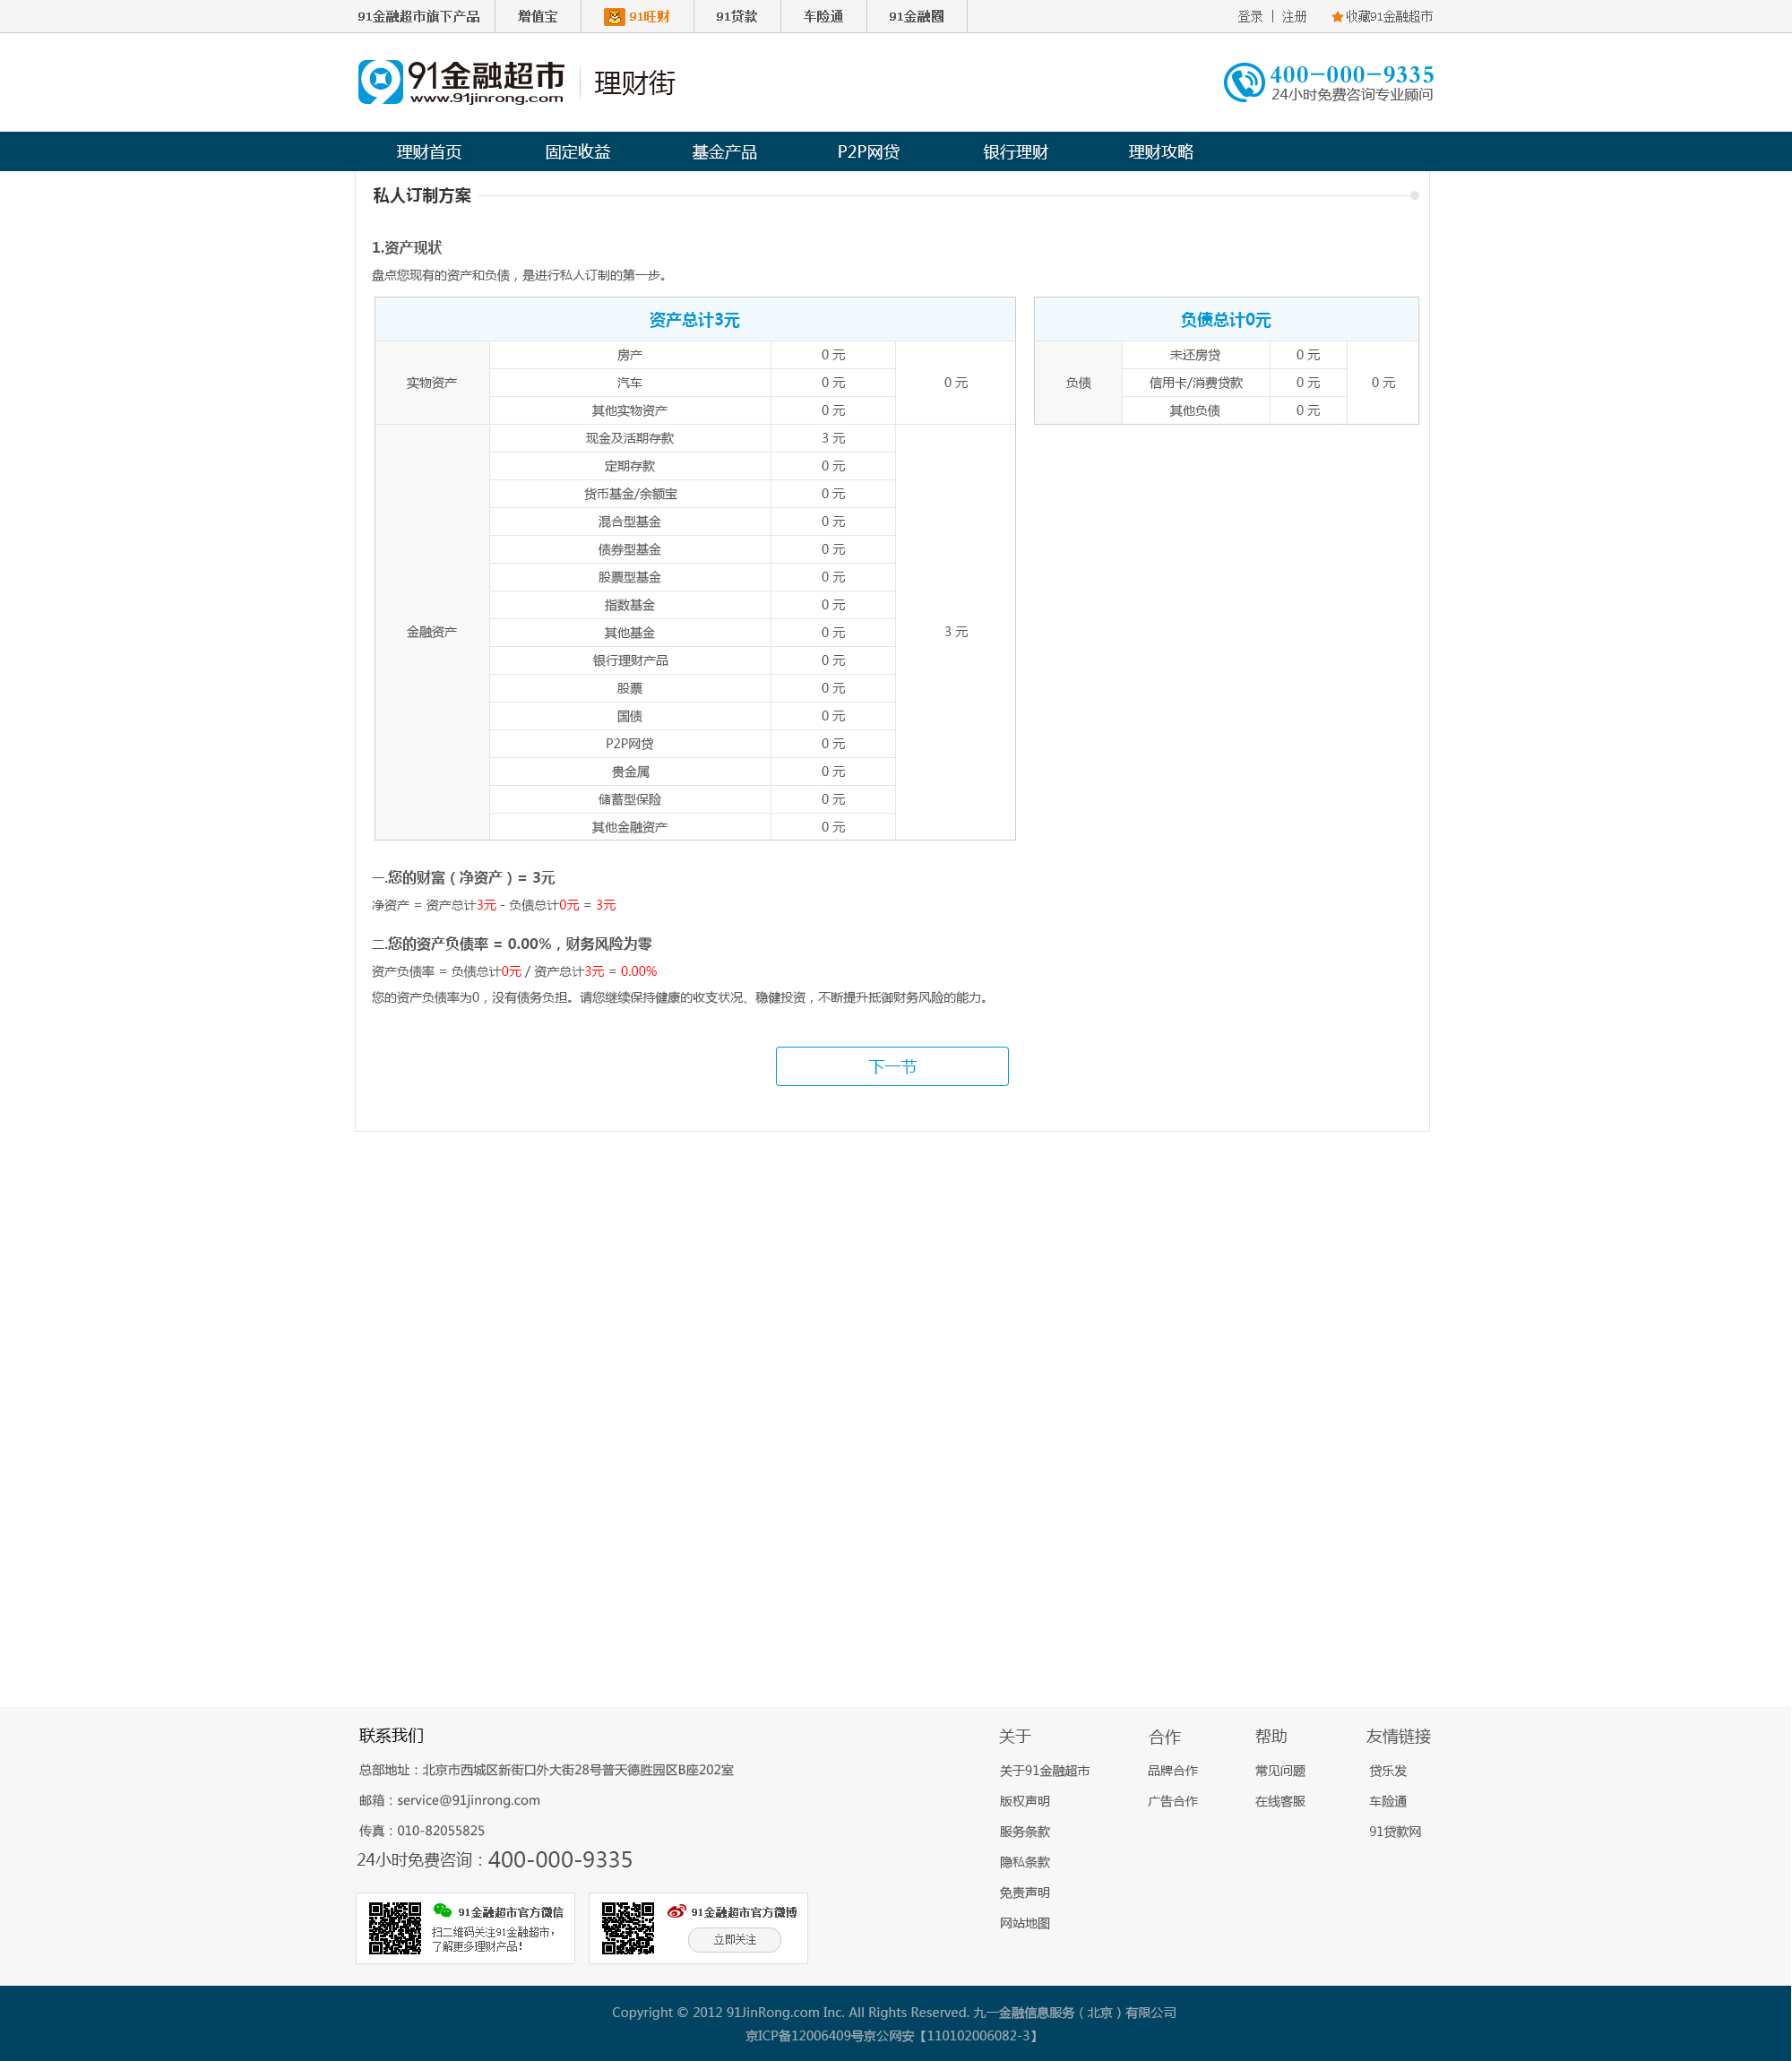 91金融超市旗下产品 增值宝 91旺财 91贷款 车险通 91金融圈 登录 | 注册 收藏91金融超市
91金融超市 理财街
www.91jinrong.com
400-000-9335
24小时免费咨询专业顾问
理财首页 固定收益 基金产品 P2P网贷 银行理财 理财攻略
私人订制方案
1.资产现状
盘点您现有的资产和负债，是进行私人订制的第一步。
资产总计3元
实物资产
房产 0 元
汽车 0 元
其他实物资产 0 元
0 元
金融资产
现金及活期存款 3 元
定期存款 0 元
货币基金/余额宝 0 元
混合型基金 0 元
债券型基金 0 元
股票型基金 0 元
指数基金 0 元
其他基金 0 元
银行理财产品 0 元
股票 0 元
国债 0 元
P2P网贷 0 元
贵金属 0 元
储蓄型保险 0 元
其他金融资产 0 元
3 元
负债总计0元
负债
未还房贷 0 元
信用卡/消费贷款 0 元
其他负债 0 元
0 元
一.您的财富（净资产）= 3元
净资产 = 资产总计3元 - 负债总计0元 = 3元
二.您的资产负债率 = 0.00%，财务风险为零
资产负债率 = 负债总计0元 / 资产总计3元 = 0.00%
您的资产负债率为0，没有债务负担。请您继续保持健康的收支状况、稳健投资，不断提升抵御财务风险的能力。
下一节
联系我们
总部地址：北京市西城区新街口外大街28号普天德胜园区B座202室
邮箱：service@91jinrong.com
传真：010-82055825
24小时免费咨询：400-000-9335
91金融超市官方微信
扫二维码关注91金融超市，
了解更多理财产品！
91金融超市官方微博
立即关注
关于
关于91金融超市
版权声明
服务条款
隐私条款
免责声明
网站地图
合作
品牌合作
广告合作
帮助
常见问题
在线客服
友情链接
贷乐发
车险通
91贷款网
Copyright © 2012 91JinRong.com Inc. All Rights Reserved. 九一金融信息服务（北京）有限公司
京ICP备12006409号京公网安【110102006082-3】